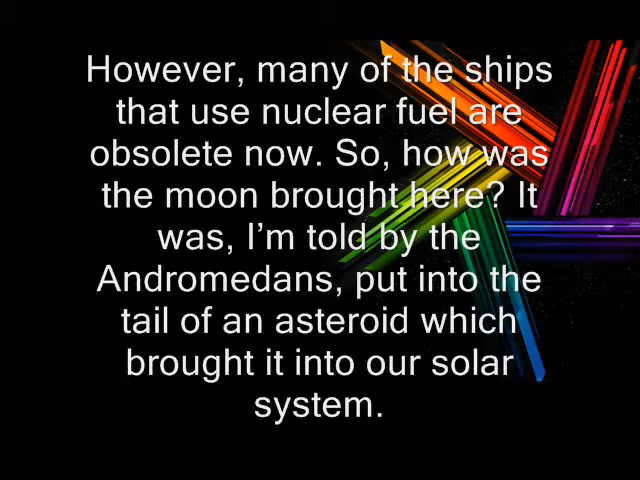 However, many of the ships
that use nuclear fuel are
obsolete now. So, how was
the moon brought here? It
was, I’m told by the
Andromedans, put into the
tail of an asteroid which
brought it into our solar
system.